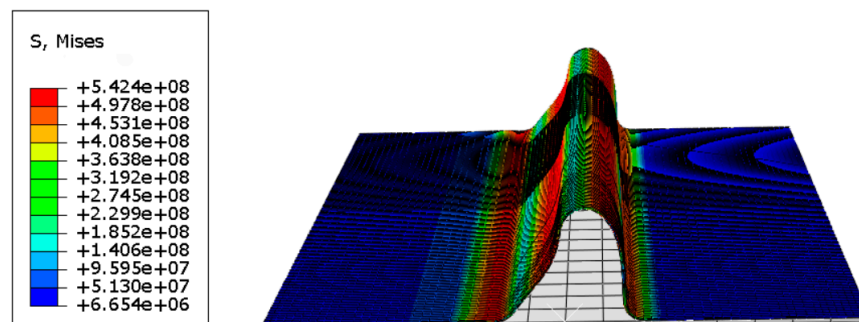 S, Mises
+5.424e+08
+4.978e+08
+4.531e+08
+4.085e+08
+3.638e+08
+3.192e+08
+2.745e+08
+2.299e+08
+1.852e+08
+1.406e+08
+9.595e+07
+5.130e+07
+6.654e+06